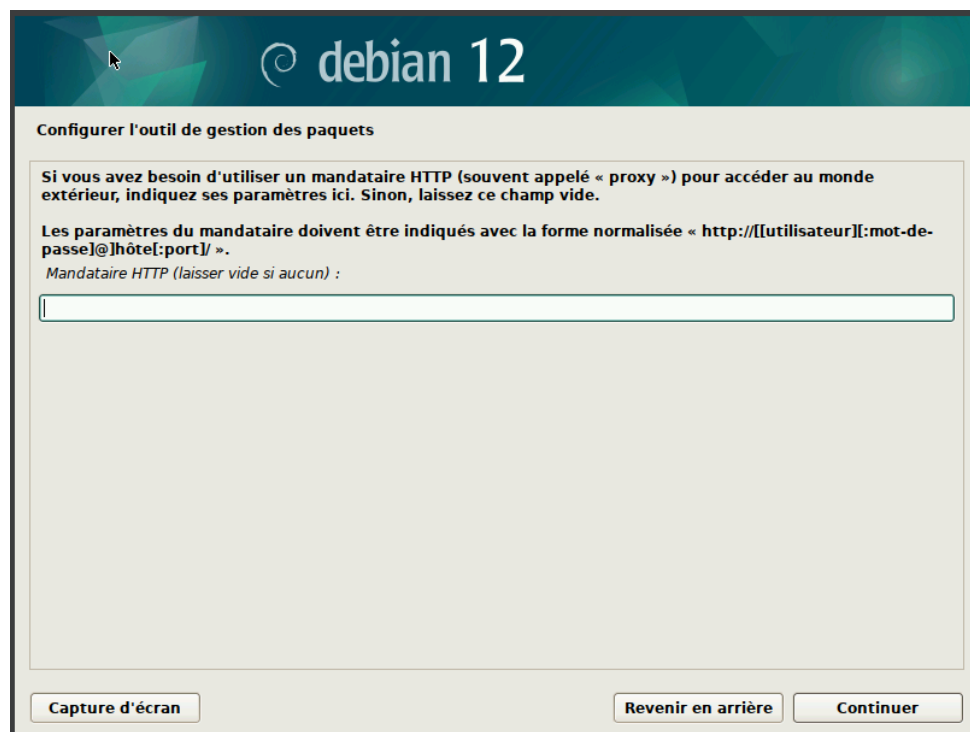 debian 12
Configurer l'outil de gestion des paquets
Si vous avez besoin d'utiliser un mandataire HTTP (souvent appelé « proxy ») pour accéder au monde
extérieur, indiquez ses paramètres ici. Sinon, laissez ce champ vide.
Les paramètres du mandataire doivent être indiqués avec la forme normalisée « http://[[utilisateur][:mot-de-
passe]@]hôte[:port]/ ».
Mandataire HTTP (laisser vide si aucun) :
Capture d'écran
Revenir en arrière
Continuer